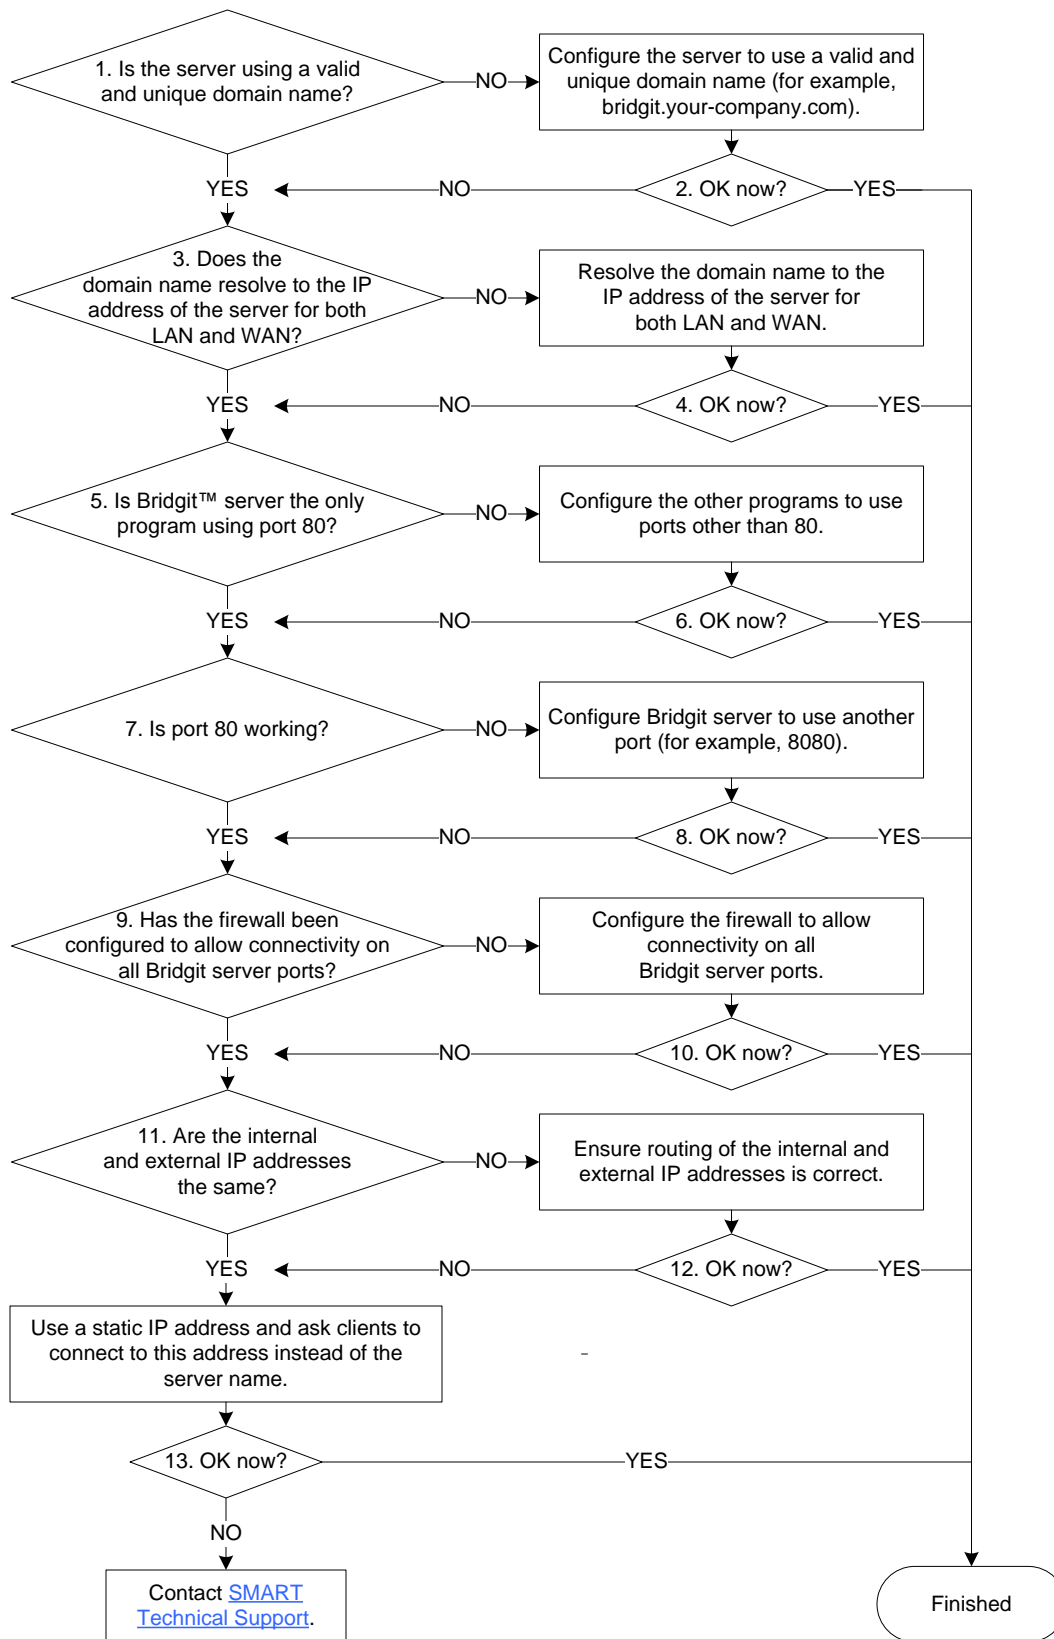 1. Is the server using a valid
and unique domain name?
NO
Configure the server to use a valid and
unique domain name (for example,
bridgit.your-company.com).
YES
NO
2. OK now?
YES
3. Does the
domain name resolve to the IP
address of the server for both
LAN and WAN?
NO
Resolve the domain name to the
IP address of the server for
both LAN and WAN.
YES
NO
4. OK now?
YES
5. Is Bridgit™ server the only
program using port 80?
NO
Configure the other programs to use
ports other than 80.
YES
NO
6. OK now?
YES
7. Is port 80 working?
NO
Configure Bridgit server to use another
port (for example, 8080).
YES
NO
8. OK now?
YES
9. Has the firewall been
configured to allow connectivity on
all Bridgit server ports?
NO
Configure the firewall to allow
connectivity on all
Bridgit server ports.
YES
NO
10. OK now?
YES
11. Are the internal
and external IP addresses
the same?
NO
Ensure routing of the internal and
external IP addresses is correct.
YES
NO
12. OK now?
YES
Use a static IP address and ask clients to
connect to this address instead of the
server name.
13. OK now?
YES
NO
Contact SMART
Technical Support.
Finished